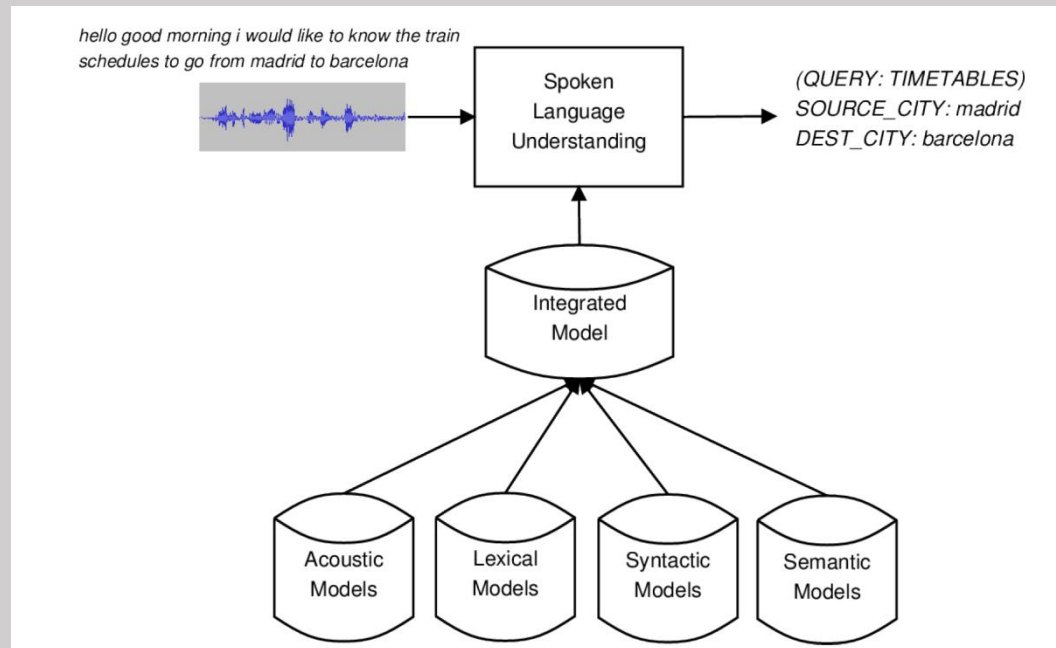 hello good morning i would like to know the train
schedules to go from madrid to barcelona
Spoken
Language
Understanding
(QUERY: TIMETABLES)
SOURCE_CITY: madrid
DEST_CITY: barcelona
Integrated
Model
Acoustic
Models
Lexical
Models
Syntactic
Models
Semantic
Models